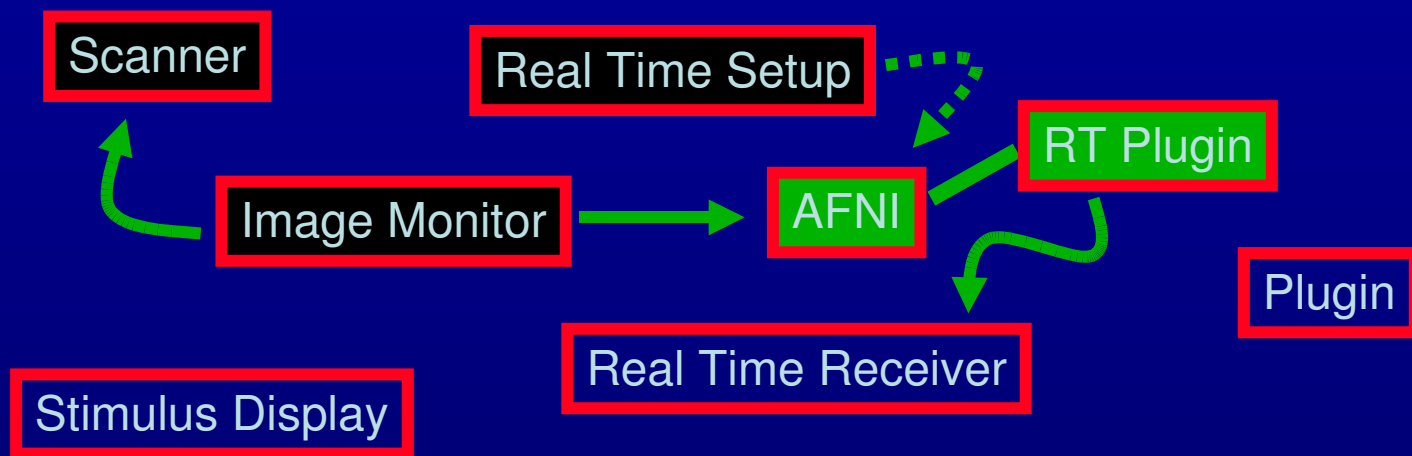 Scanner
Real Time Setup
RT Plugin
Image Monitor
AFNI
Plugin
Real Time Receiver
Stimulus Display